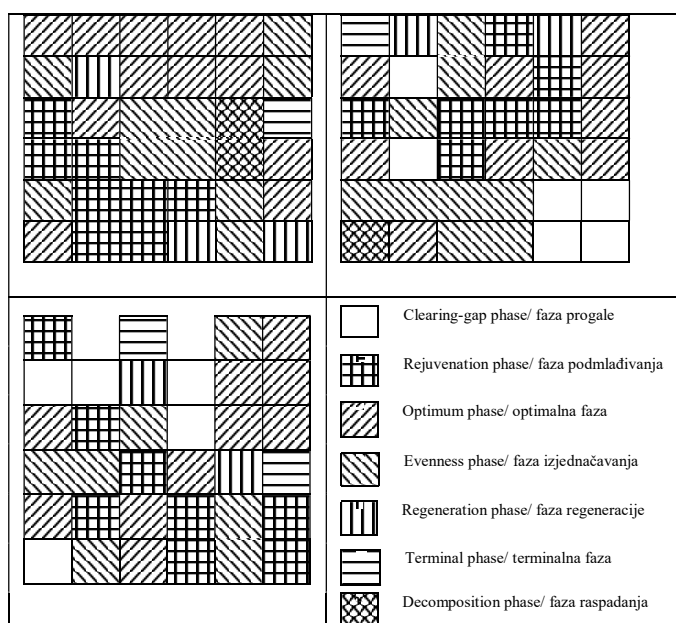 Clearing-gap phase/ faza progale
Rejuvenation phase/ faza podmlađivanja
Optimum phase/ optimalna faza
Evenness phase/ faza izjednačavanja
Regeneration phase/ faza regeneracije
Terminal phase/ terminalna faza
Decomposition phase/ faza raspadanja